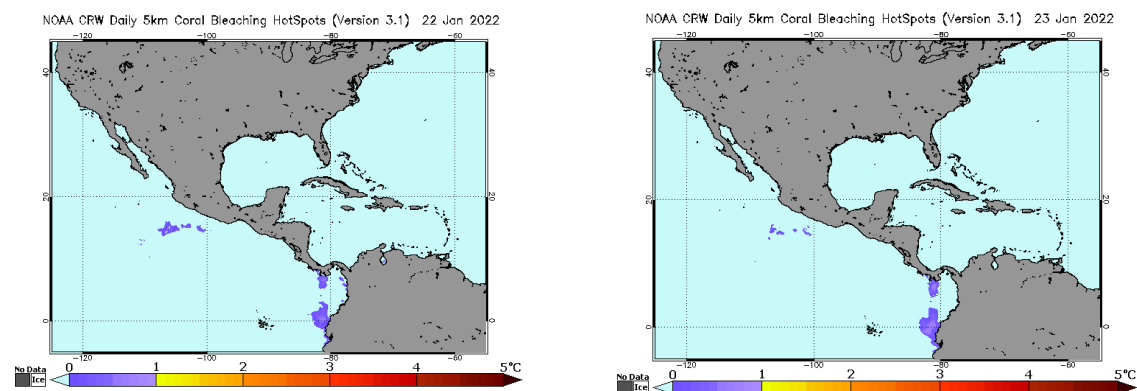 NOAA CRW Daily 5km Coral Bleaching HotSpots (Version 3.1) 22 Jan 2022
-120 -100 -80 -60
40 40
20 20
0 0
-120 -100 -80 -60
No Data
Ice
0 1 2 3 4 5°C
NOAA CRW Daily 5km Coral Bleaching HotSpots (Version 3.1) 23 Jan 2022
-120 -100 -80 -60
40 40
20 20
0 0
-120 -100 -80 -60
No Data
Ice
0 1 2 3 4 5°C